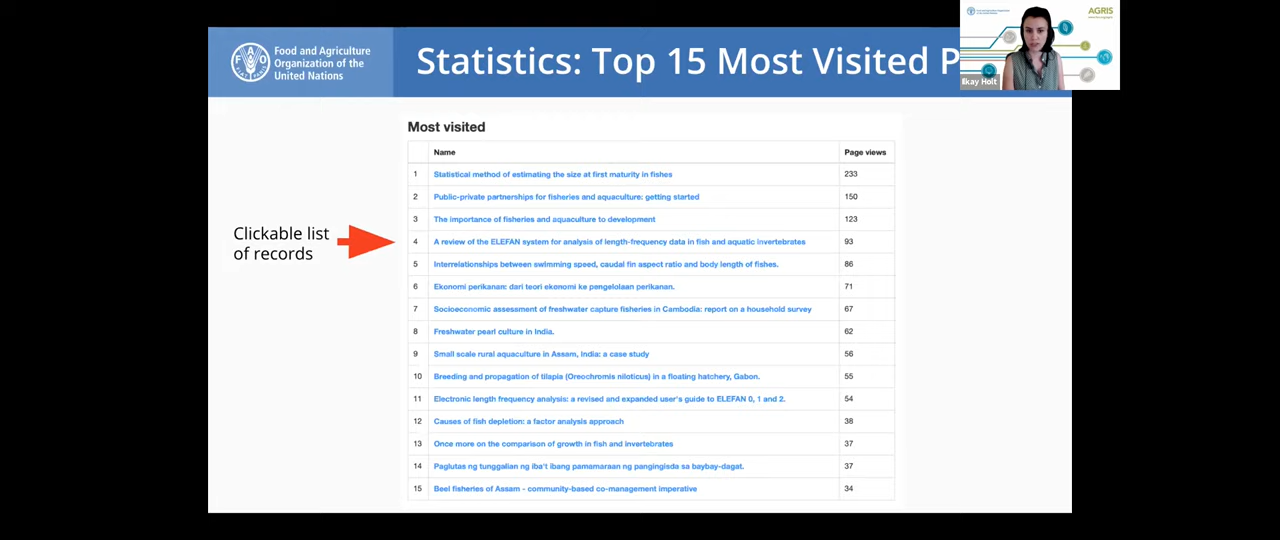 Food and Agriculture
Organization of the
United Nations
Statistics: Top 15 Most Visited P
AGRIS
Ilkay Holt
Most visited
Name Page views
1 Statistical method of estimating the size at first maturity in fishes 233
2 Public-private partnerships for fisheries and aquaculture: getting started 150
3 The importance of fisheries and aquaculture to development 123
Clickable list
of records
4 A review of the ELEFAN system for analysis of length-frequency data in fish and aquatic invertebrates 93
5 Interrelationships between swimming speed, caudal fin aspect ratio and body length of fishes. 86
6 Ekonomi perikanan: dari teori ekonomi ke pengelolaan perikanan. 71
7 Socioeconomic assessment of freshwater capture fisheries in Cambodia: report on a household survey 67
8 Freshwater pearl culture in India. 62
9 Small scale rural aquaculture in Assam, India: a case study 56
10 Breeding and propagation of tilapia (Oreochromis niloticus) in a floating hatchery, Gabon. 55
11 Electronic length frequency analysis: a revised and expanded user's guide to ELEFAN 0, 1 and 2. 54
12 Causes of fish depletion: a factor analysis approach 38
13 Once more on the comparison of growth in fish and invertebrates 37
14 Paglutas ng tunggalian ng iba't ibang pamamaraan ng pangingisda sa baybay-dagat. 37
15 Beel fisheries of Assam - community-based co-management imperative 34